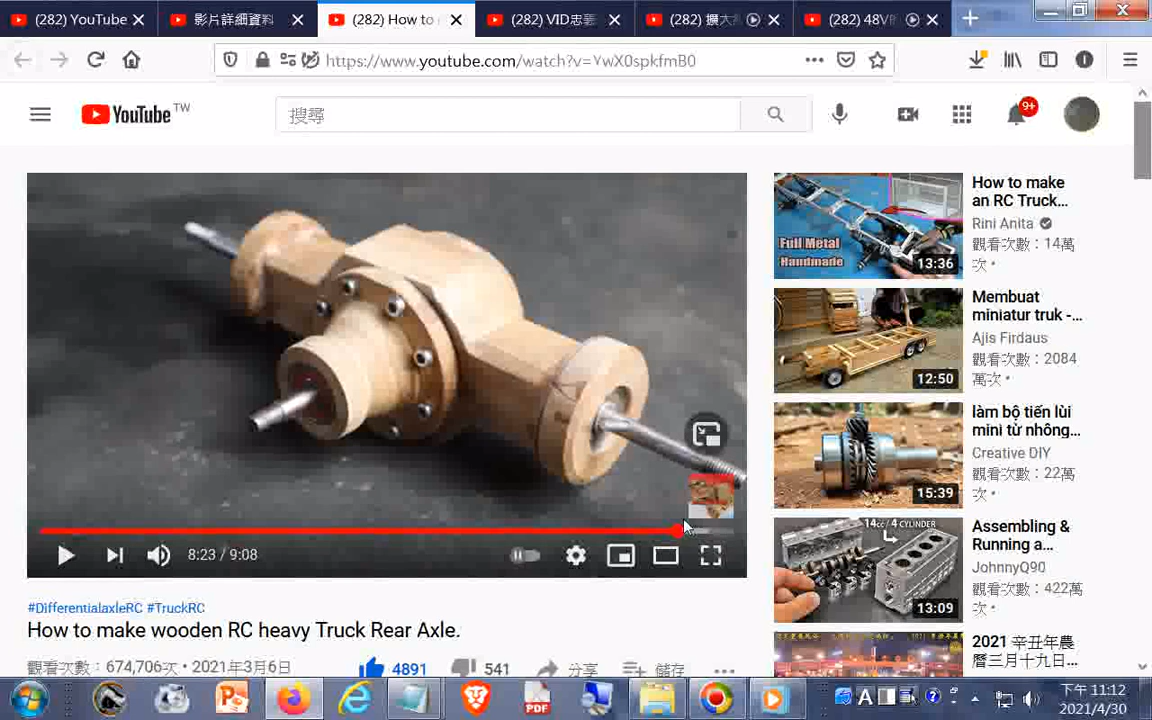 (282) YouTube
影片詳細資料
(282) How to
(282) VID忠
(282) 擴大
(282) 48V
https://www.youtube.com/watch?v=YwX0spkfmB0
YouTube TW
搜尋
9+
8:23 / 9:08
#DifferentialaxleRC #TruckRC
How to make wooden RC heavy Truck Rear Axle.
觀看次數：674,706次 • 2021年3月6日
4891
541
分享
儲存
Full Metal
Handmade
13:36
How to make
an RC Truck...
Rini Anita
觀看次數：14萬
次 •
12:50
Membuat
miniatur truk -...
Ajis Firdaus
觀看次數：2084
萬次 •
15:39
làm bộ tiến lùi
mini từ nhông...
Creative DIY
觀看次數：22萬
次 •
14cc / 4 CYLINDER
13:09
Assembling &
Running a...
JohnnyQ90
觀看次數：422萬
次 •
2021 辛丑年農
曆三月十九日...
PDF
A
下午 11:12
2021/4/30